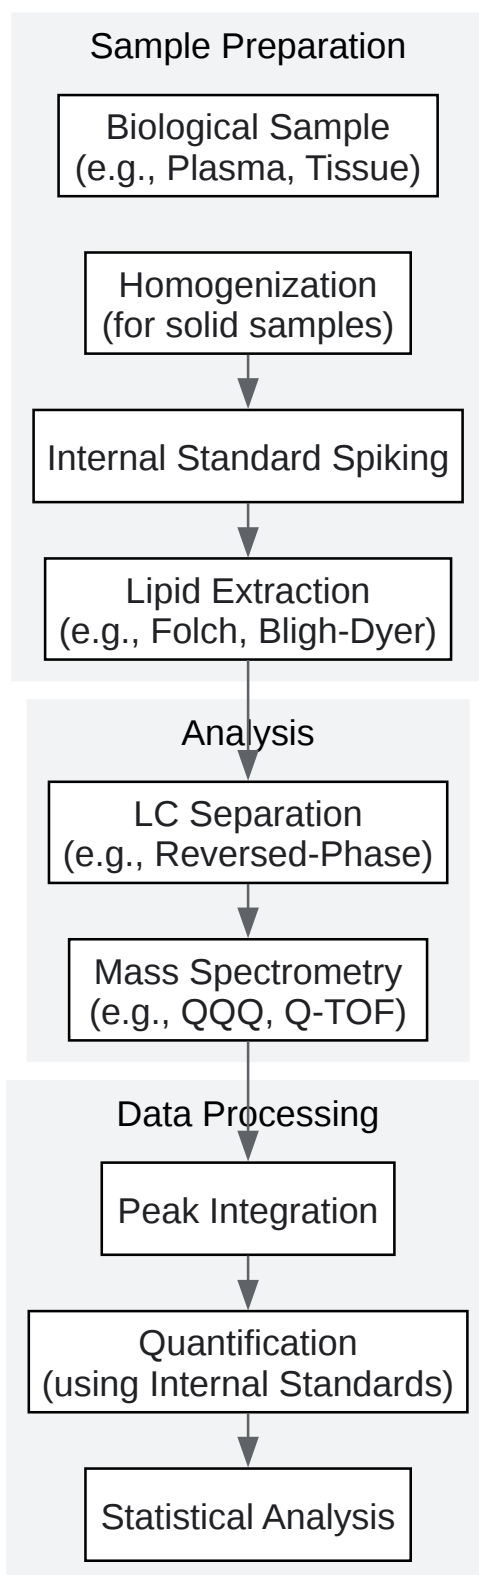 Sample Preparation
Biological Sample
(e.g., Plasma, Tissue)
Homogenization
(for solid samples)
Internal Standard Spiking
Lipid Extraction
(e.g., Folch, Bligh-Dyer)
Analysis
LC Separation
(e.g., Reversed-Phase)
Mass Spectrometry
(e.g., QQQ, Q-TOF)
Data Processing
Peak Integration
Quantification
(using Internal Standards)
Statistical Analysis